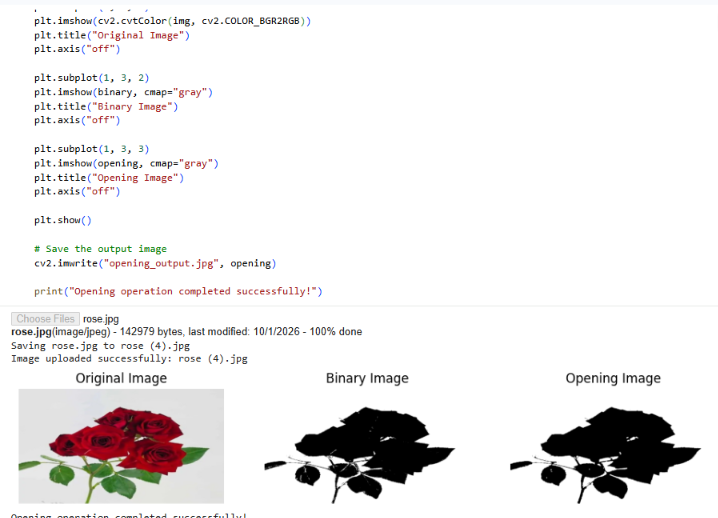 plt.imshow(cv2.cvtColor(img, cv2.COLOR_BGR2RGB))
plt.title("Original Image")
plt.axis("off")
plt.subplot(1, 3, 2)
plt.imshow(binary, cmap="gray")
plt.title("Binary Image")
plt.axis("off")
plt.subplot(1, 3, 3)
plt.imshow(opening, cmap="gray")
plt.title("Opening Image")
plt.axis("off")
plt.show()
# Save the output image
cv2.imwrite("opening_output.jpg", opening)
print("Opening operation completed successfully!")
Choose Files rose.jpg
rose.jpg(image/jpeg) - 142979 bytes, last modified: 10/1/2026 - 100% done
Saving rose.jpg to rose (4).jpg
Image uploaded successfully: rose (4).jpg
Original Image Binary Image Opening Image
Opening operation completed successfully!